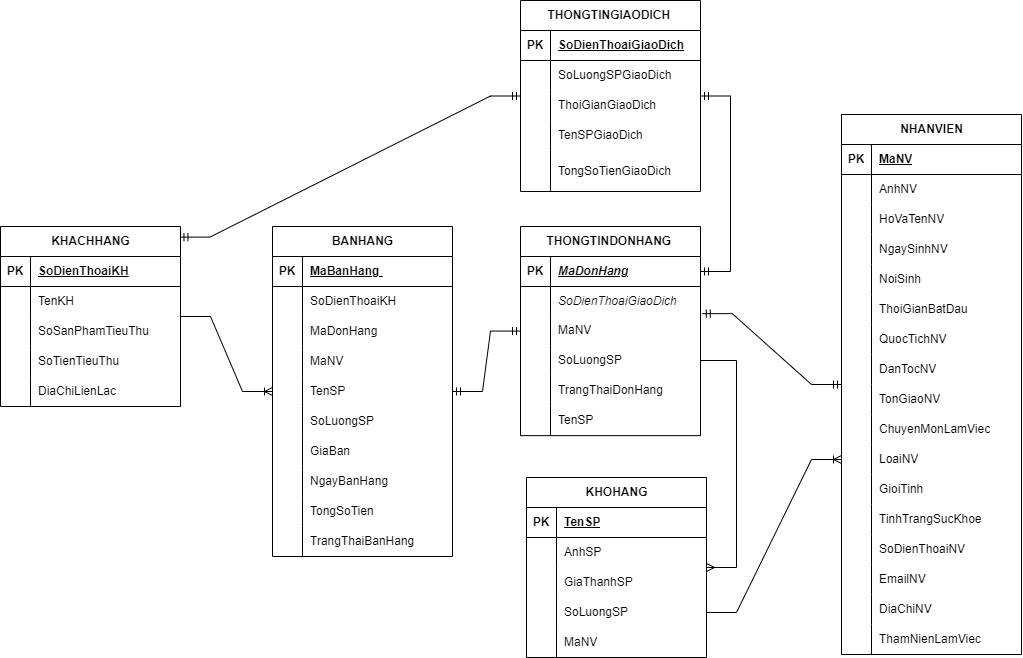 THONGTINGIAODICH
PK SoDienThoaiGiaoDich
SoLuongSPGiaoDich
ThoiGianGiaoDich
TenSPGiaoDich
TongSoTienGiaoDich
KHACHHANG
PK SoDienThoaiKH
TenKH
SoSanPhamTieuThu
SoTienTieuThu
DiaChiLienLac
BANHANG
PK MaBanHang
SoDienThoaiKH
MaDonHang
MaNV
TenSP
SoLuongSP
GiaBan
NgayBanHang
TongSoTien
TrangThaiBanHang
THONGTINDONHANG
PK MaDonHang
SoDienThoaiGiaoDich
MaNV
SoLuongSP
TrangThaiDonHang
TenSP
KHOHANG
PK TenSP
AnhSP
GiaThanhSP
SoLuongSP
MaNV
NHANVIEN
PK MaNV
AnhNV
HoVaTenNV
NgaySinhNV
NoiSinh
ThoiGianBatDau
QuocTichNV
DanTocNV
TonGiaoNV
ChuyenMonLamViec
LoaiNV
GioiTinh
TinhTrangSucKhoe
SoDienThoaiNV
EmailNV
DiaChiNV
ThamNienLamViec